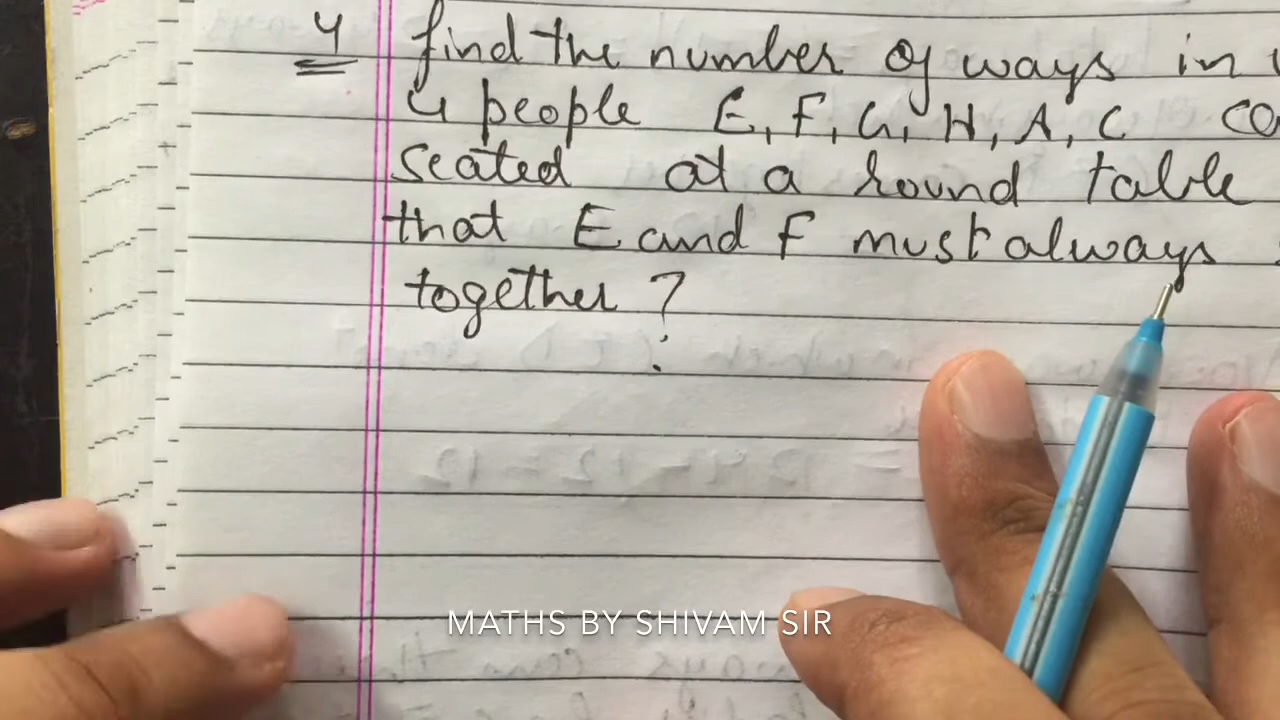 4 find the number of ways in
4 people E, F, G, H, A, C
seated at a round table
that E and F must always
together ?
MATHS BY SHIVAM SIR